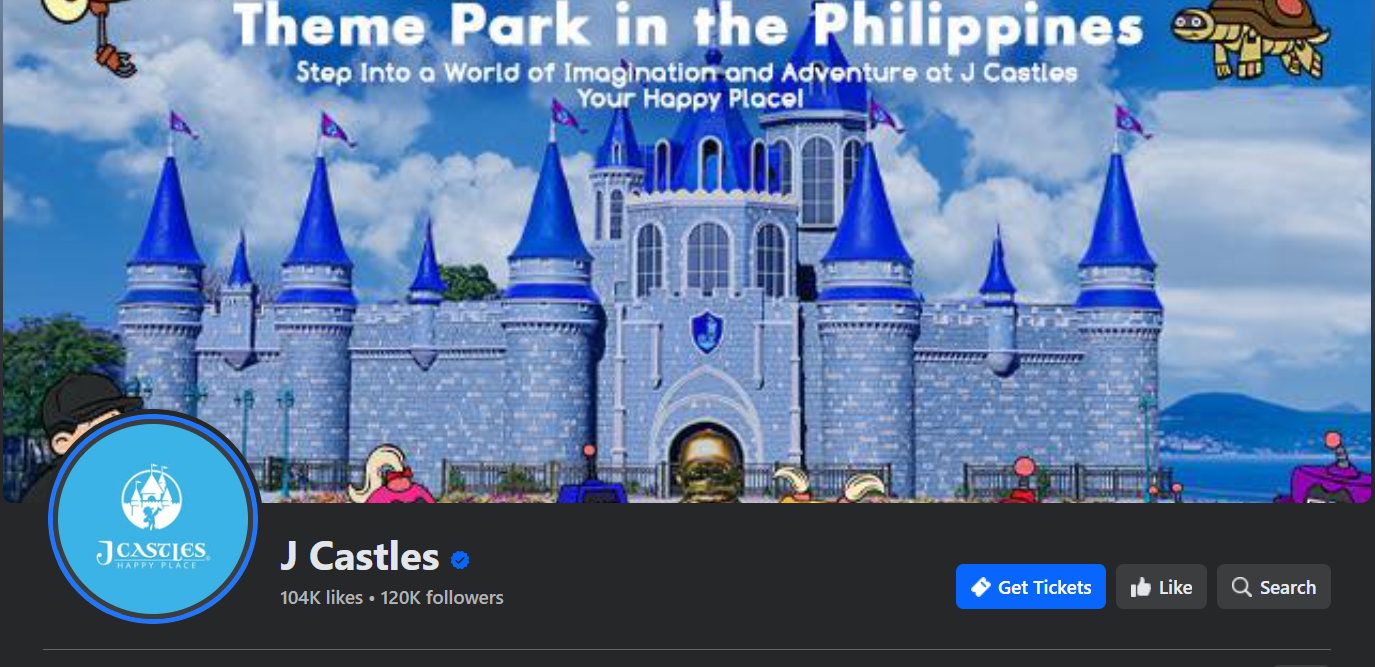 Theme Park in the Philippines
Step Into a World of Imagination and Adventure at J Castles
Your Happy Place!
J CASTLES
HAPPY PLACE
J Castles
104K likes • 120K followers
Get Tickets
Like
Search